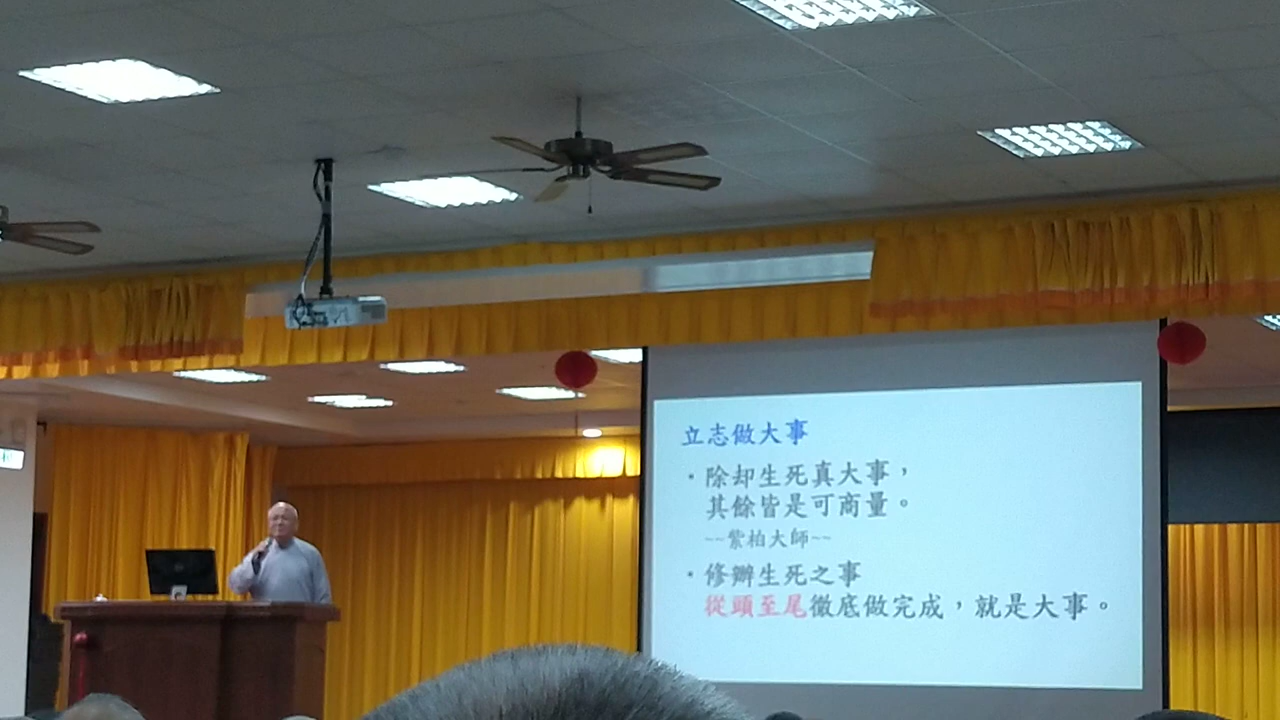 立志做大事
・除却生死真大事，
其餘皆是可商量。
~~紫柏大師~~
・修辦生死之事
從頭至尾徹底做完成，就是大事。